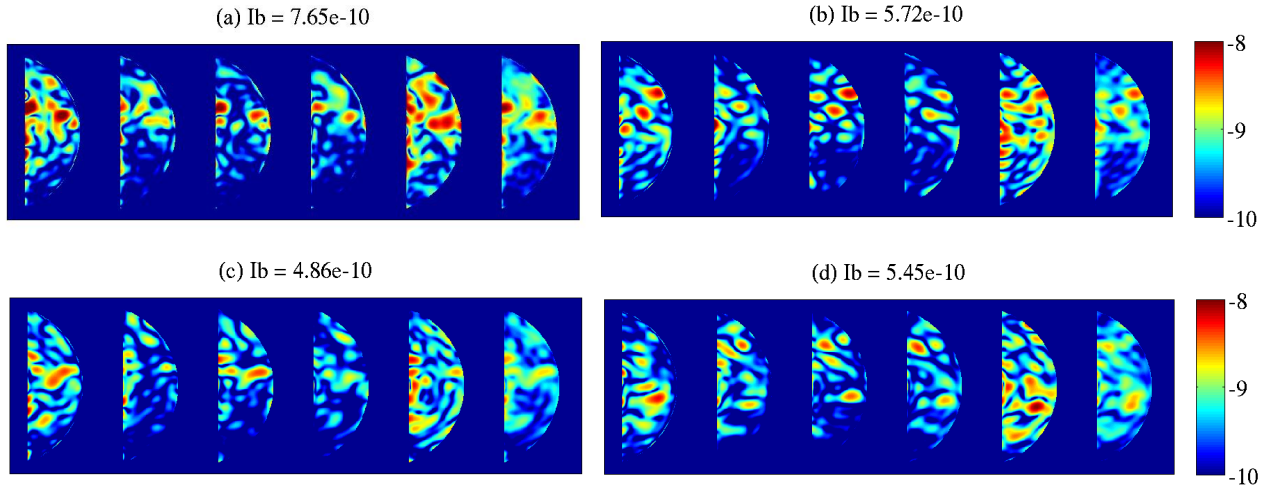 (a) Ib = 7.65e-10
(b) Ib = 5.72e-10
-8
-9
-10
(c) Ib = 4.86e-10
(d) Ib = 5.45e-10
-8
-9
-10